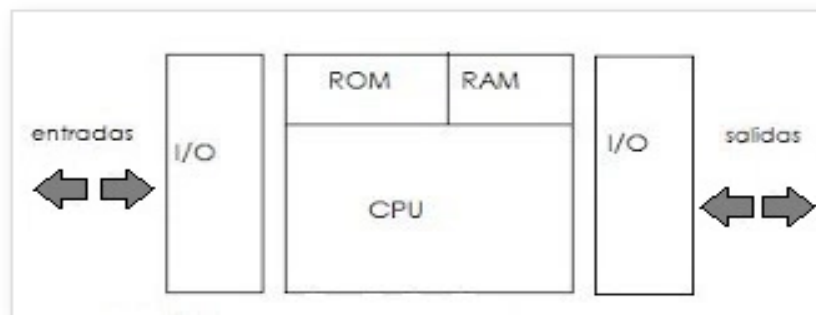 ROM
RAM
entradas
I/O
I/O
salidas
CPU